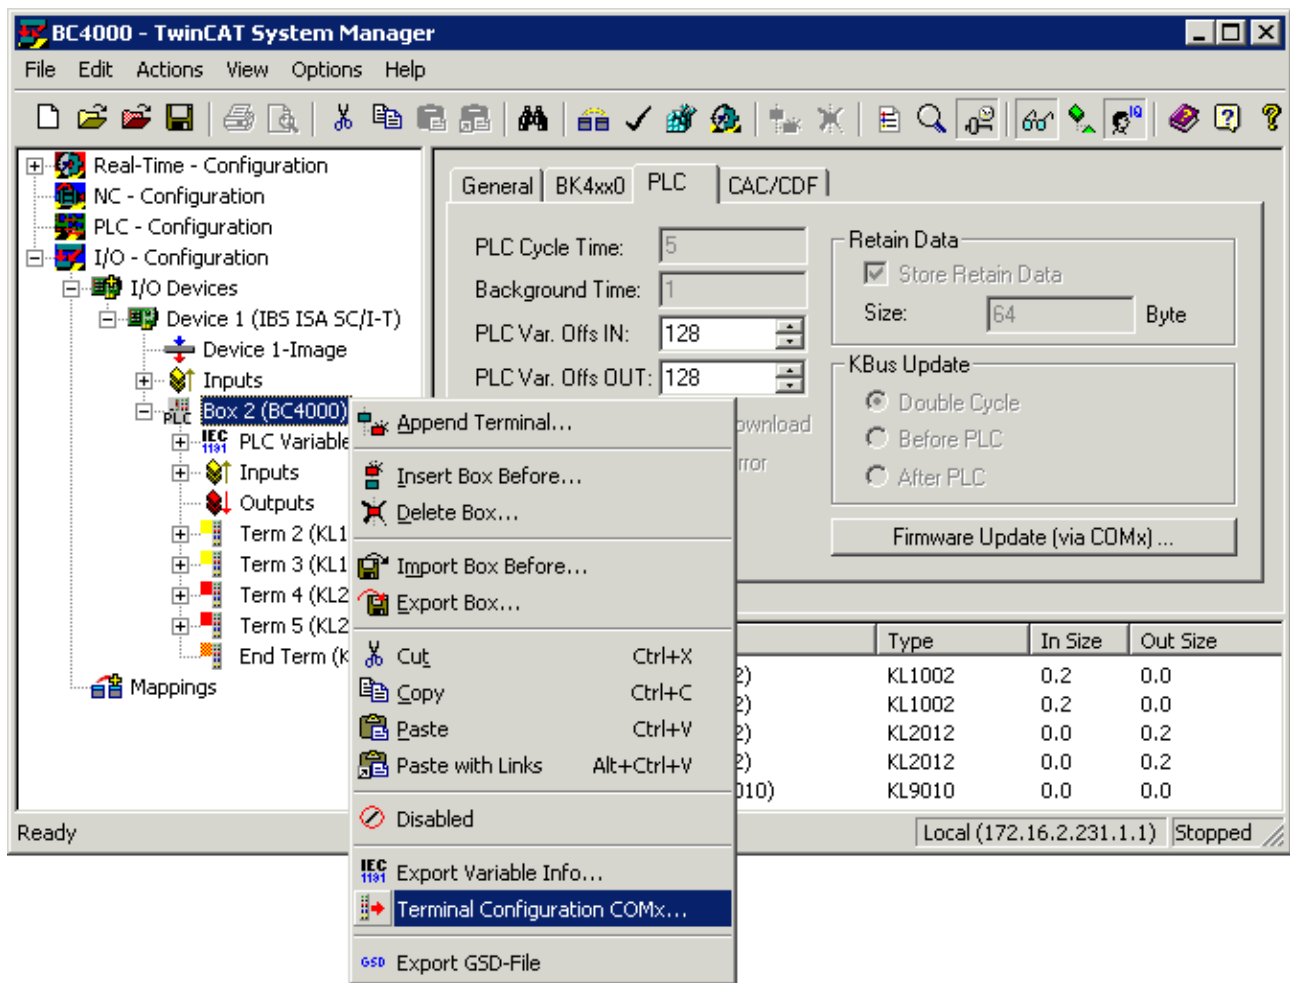 BC4000 - TwinCAT System Manager
File Edit Actions View Options Help
Real-Time - Configuration
NC - Configuration
PLC - Configuration
I/O - Configuration
I/O Devices
Device 1 (IBS ISA SC/I-T)
Device 1-Image
Inputs
PLC Box 2 (BC4000)
IEC 1131 PLC Variable
Inputs
Outputs
Term 2 (KL1
Term 3 (KL1
Term 4 (KL2
Term 5 (KL2
End Term (K
Mappings
General BK4xx0 PLC CAC/CDF
PLC Cycle Time: 5
Background Time: 1
PLC Var. Offs IN: 128
PLC Var. Offs OUT: 128
ownload
rror
Retain Data
Store Retain Data
Size: 64 Byte
KBus Update
Double Cycle
Before PLC
After PLC
Firmware Update (via COMx) ...
Append Terminal...
Insert Box Before...
Delete Box...
Import Box Before...
Export Box...
Cut Ctrl+X
Copy Ctrl+C
Paste Ctrl+V
Paste with Links Alt+Ctrl+V
Disabled
IEC 1131 Export Variable Info...
Terminal Configuration COMx...
GSD Export GSD-File
Type In Size Out Size
2) KL1002 0.2 0.0
2) KL1002 0.2 0.0
2) KL2012 0.0 0.2
2) KL2012 0.0 0.2
010) KL9010 0.0 0.0
Ready
Local (172.16.2.231.1.1) Stopped